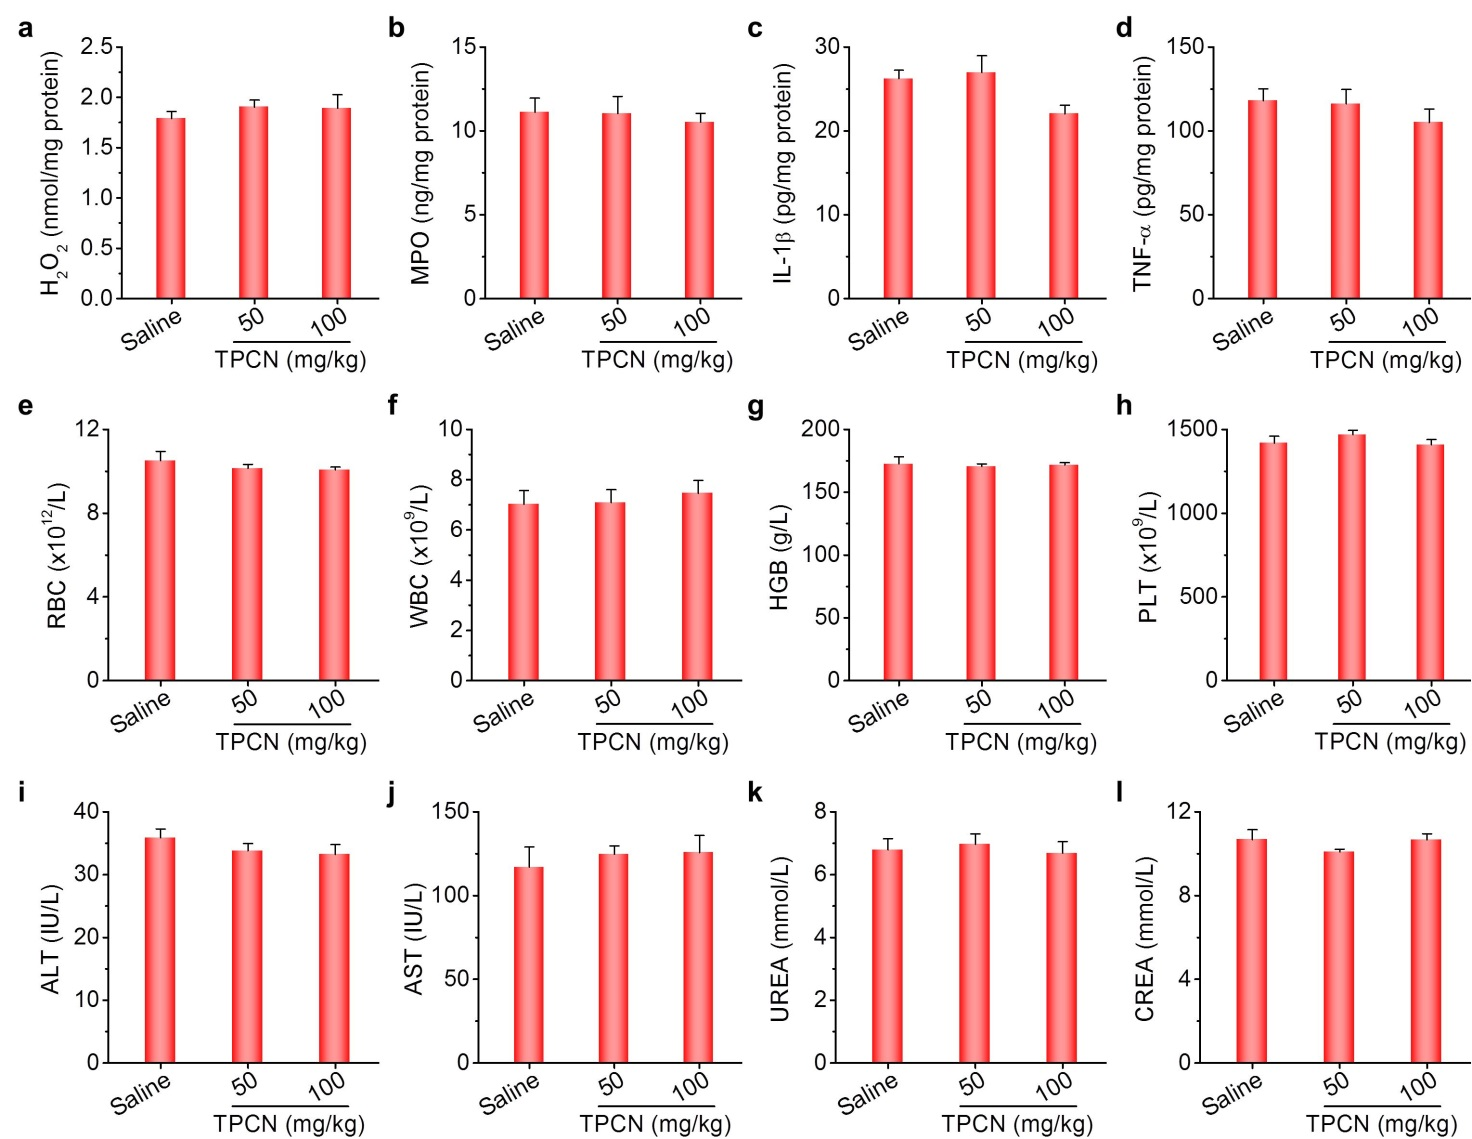 a
H2O2 (nmol/mg protein)
2.5
2.0
1.5
1.0
0.5
0.0
Saline
50
100
TPCN (mg/kg)
b
MPO (ng/mg protein)
15
10
5
0
Saline
50
100
TPCN (mg/kg)
c
IL-1β (pg/mg protein)
30
20
10
0
Saline
50
100
TPCN (mg/kg)
d
TNF-α (pg/mg protein)
150
100
50
0
Saline
50
100
TPCN (mg/kg)
e
RBC (x10¹²/L)
12
8
4
0
Saline
50
100
TPCN (mg/kg)
f
WBC (x10⁹/L)
10
8
6
4
2
0
Saline
50
100
TPCN (mg/kg)
g
HGB (g/L)
200
150
100
50
0
Saline
50
100
TPCN (mg/kg)
h
PLT (x10⁹/L)
1500
1000
500
0
Saline
50
100
TPCN (mg/kg)
i
ALT (IU/L)
40
30
20
10
0
Saline
50
100
TPCN (mg/kg)
j
AST (IU/L)
150
100
50
0
Saline
50
100
TPCN (mg/kg)
k
UREA (mmol/L)
8
6
4
2
0
Saline
50
100
TPCN (mg/kg)
l
CREA (mmol/L)
12
8
4
0
Saline
50
100
TPCN (mg/kg)